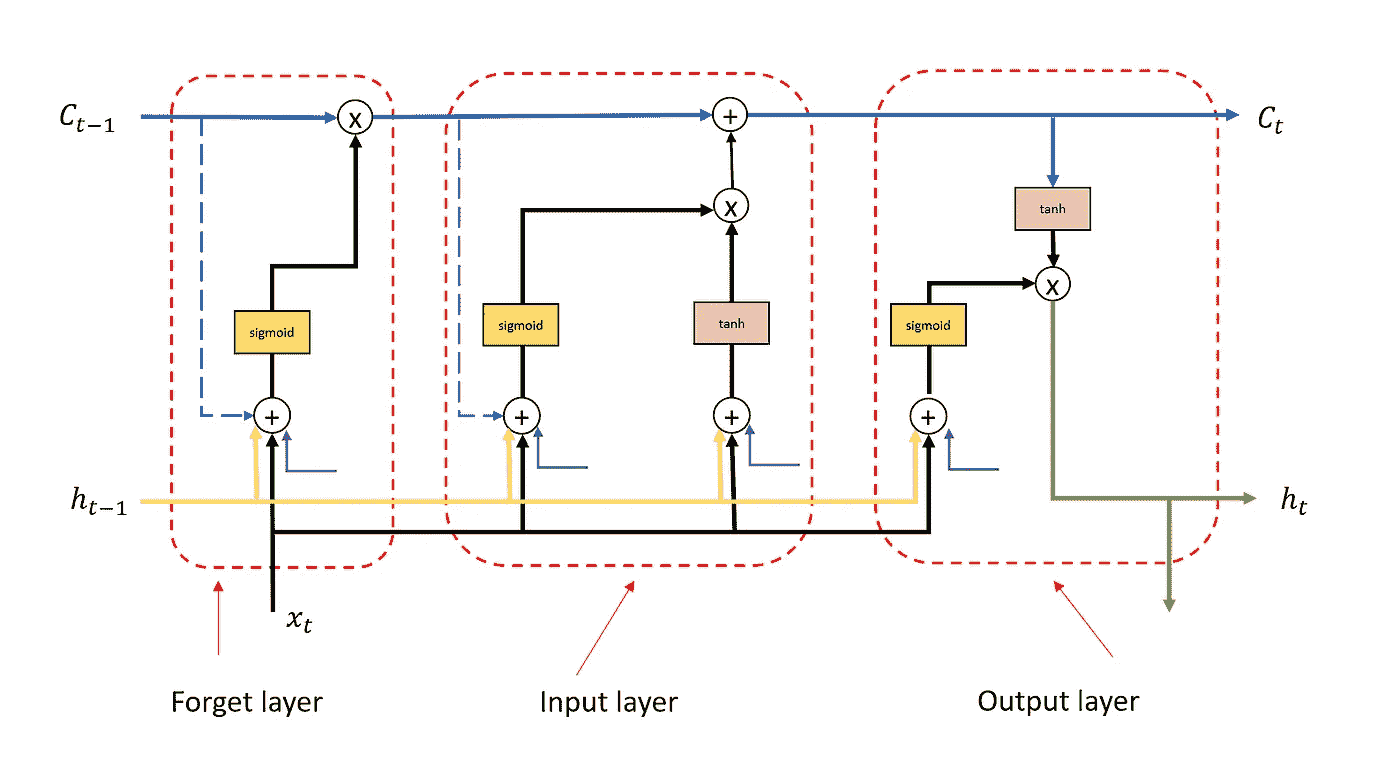 C_{t-1}
x
+
C_t
tanh
x
x
sigmoid
sigmoid
tanh
sigmoid
+
+
+
+
h_{t-1}
h_t
x_t
Forget layer
Input layer
Output layer